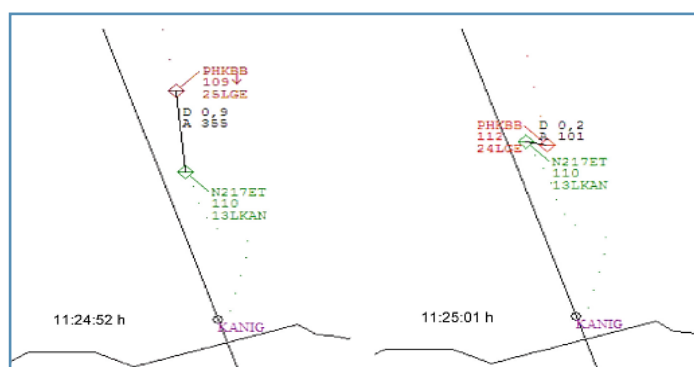 PHKBB
109↓
25LGE
D 0,9
A 355
N217ET
110
13LKAN
11:24:52 h
KANIG
PHKBB
112
24LGE
D 0,2
A 101
N217ET
110
13LKAN
11:25:01 h
KANIG